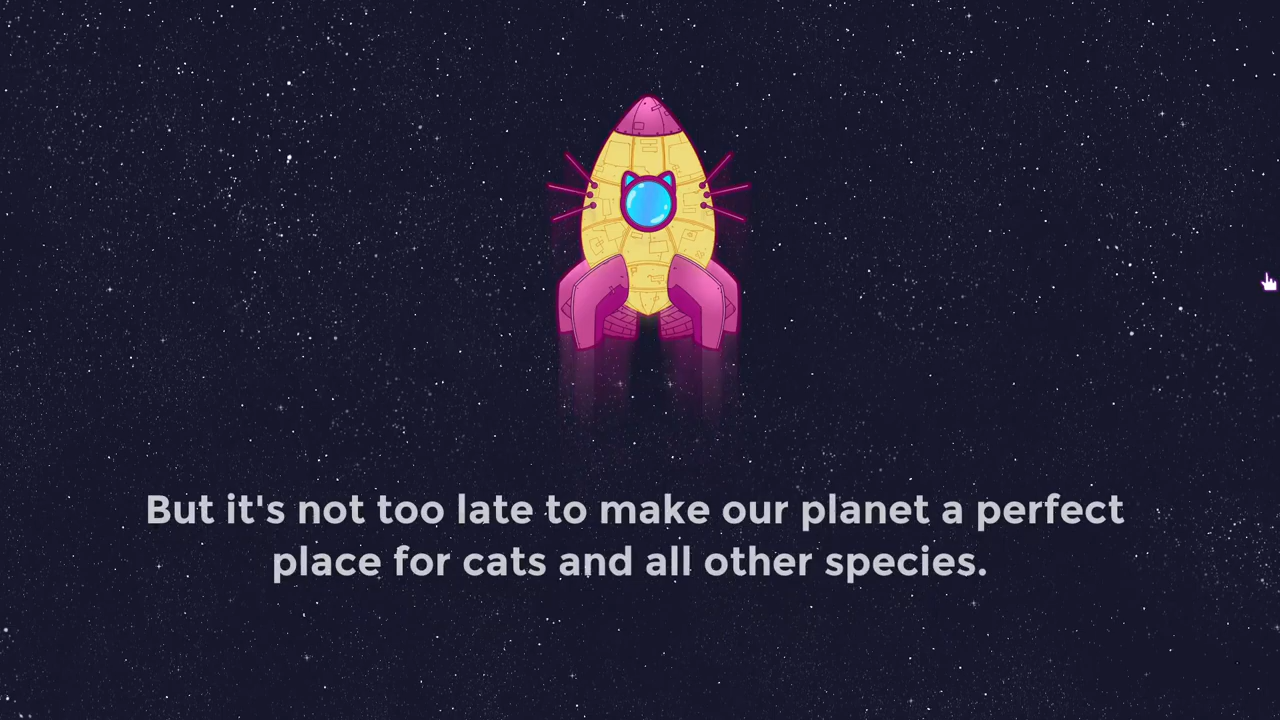 But it's not too late to make our planet a perfect
place for cats and all other species.